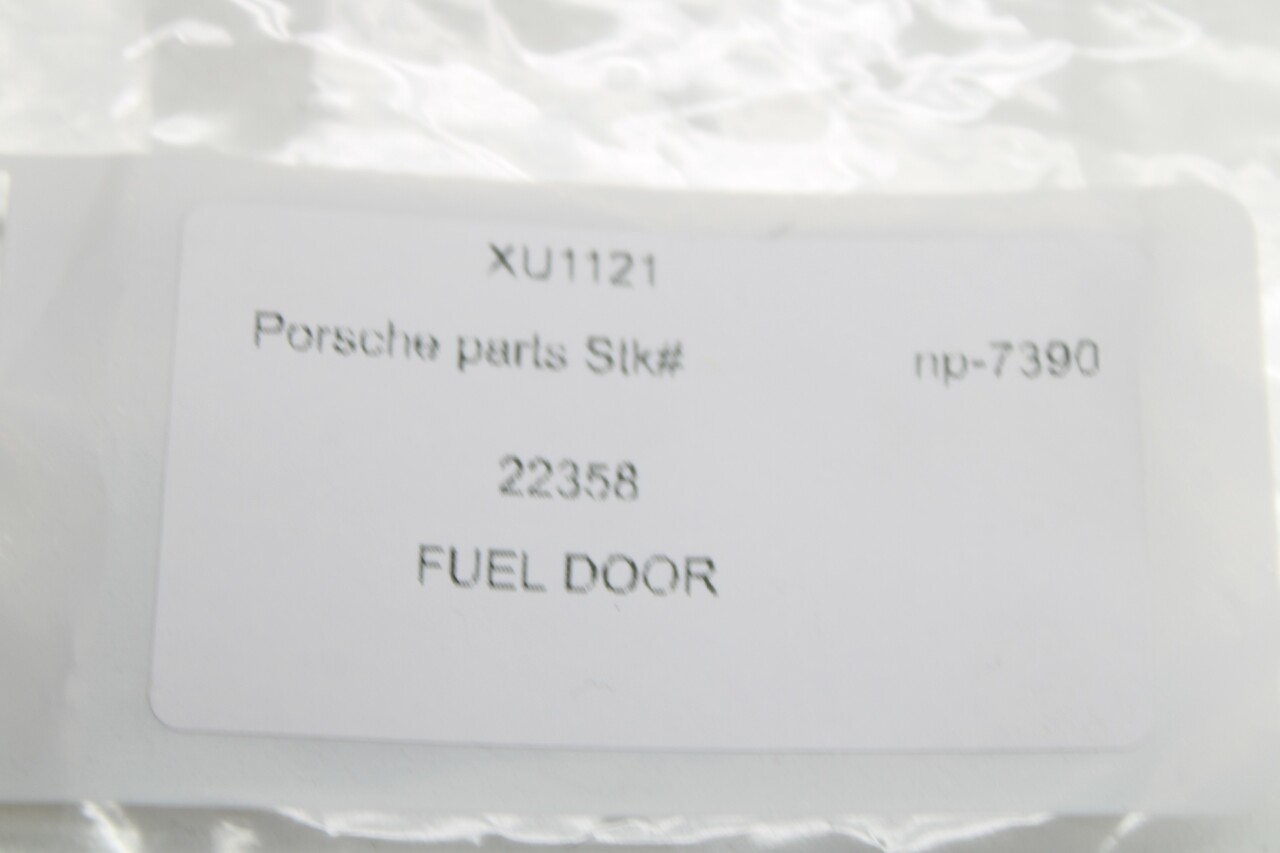 XU1121
Porsche parts Stk# np-7390
22358
FUEL DOOR